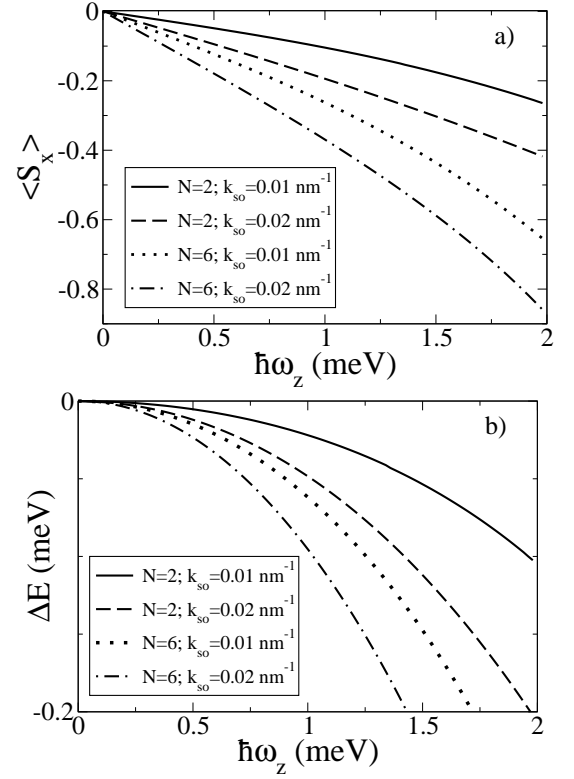 a)
0
-0.2
-0.4
-0.6
-0.8
<S_x>
N=2; k_so=0.01 nm^-1
N=2; k_so=0.02 nm^-1
N=6; k_so=0.01 nm^-1
N=6; k_so=0.02 nm^-1
0 0.5 1 1.5 2
ħω_z (meV)
b)
0
-0.2
ΔE (meV)
N=2; k_so=0.01 nm^-1
N=2; k_so=0.02 nm^-1
N=6; k_so=0.01 nm^-1
N=6; k_so=0.02 nm^-1
0 0.5 1 1.5 2
ħω_z (meV)